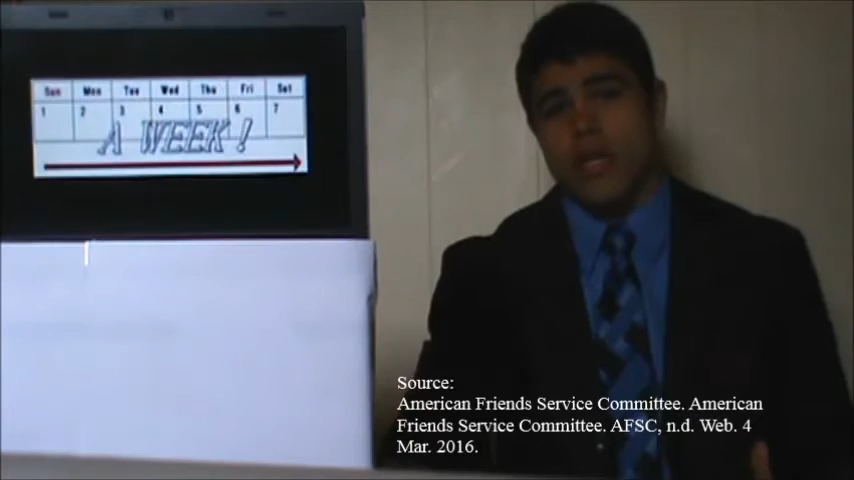 Sun Mon Tue Wed Thu Fri Sat
1 2 3 4 5 6 7
A WEEK!
Source:
American Friends Service Committee. American
Friends Service Committee. AFSC, n.d. Web. 4
Mar. 2016.